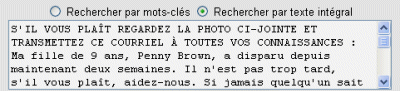 Rechercher par mots-clés Rechercher par texte intégral
S'IL VOUS PLAÎT REGARDEZ LA PHOTO CI-JOINTE ET
TRANSMETTEZ CE COURRIEL À TOUTES VOS CONNAISSANCES :
Ma fille de 9 ans, Penny Brown, a disparu depuis
maintenant deux semaines. Il n'est pas trop tard,
s'il vous plaît, aidez-nous. Si jamais quelqu'un sait